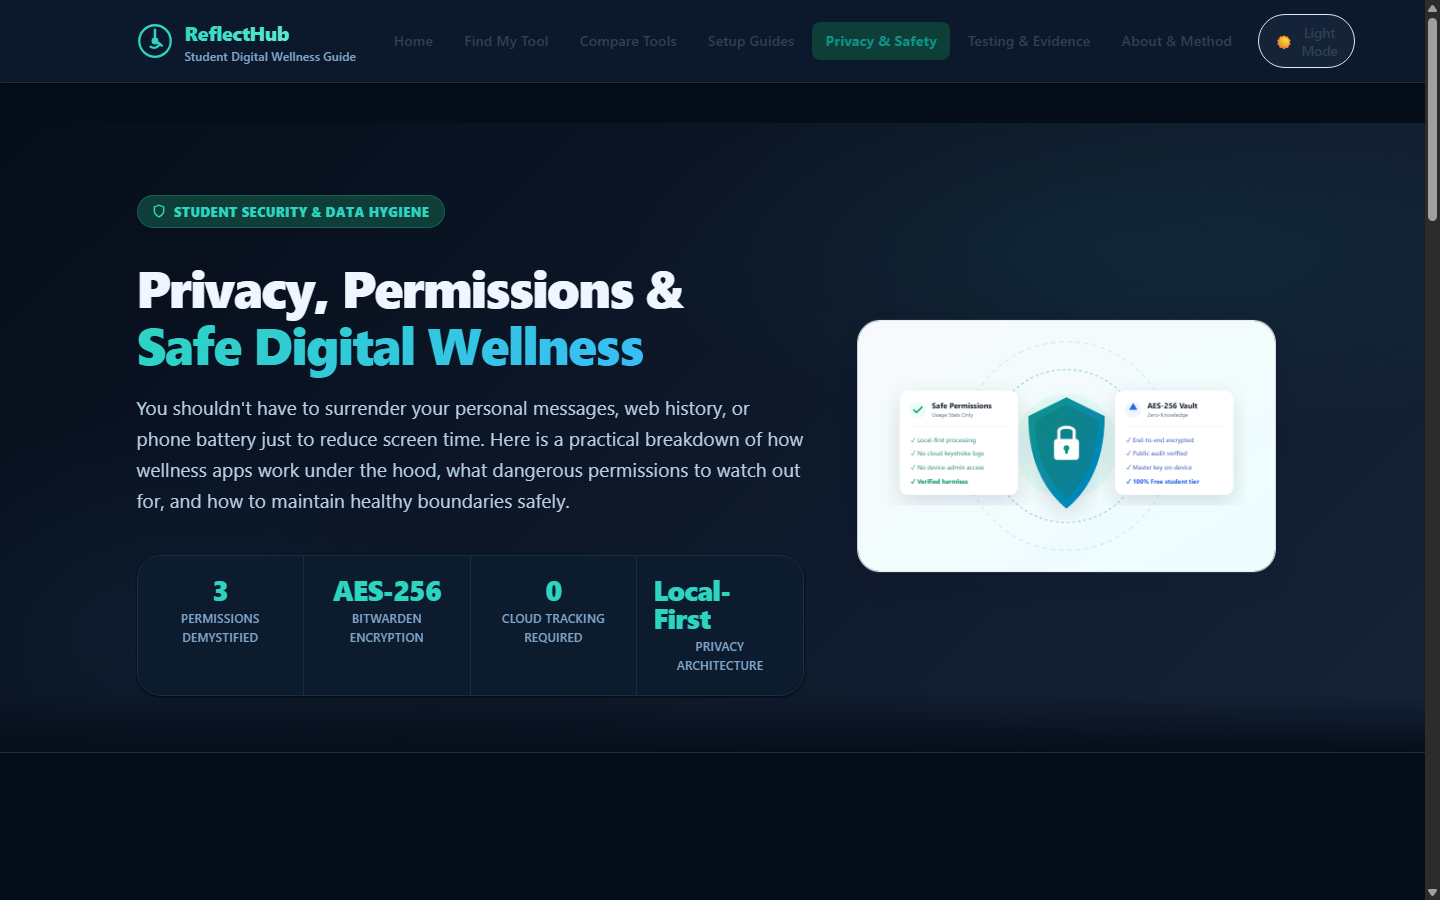 ReflectHub
Student Digital Wellness Guide
Home
Find My Tool
Compare Tools
Setup Guides
Privacy & Safety
Testing & Evidence
About & Method
Light
Mode
STUDENT SECURITY & DATA HYGIENE
Privacy, Permissions &
Safe Digital Wellness
You shouldn't have to surrender your personal messages, web history, or
phone battery just to reduce screen time. Here is a practical breakdown of how
wellness apps work under the hood, what dangerous permissions to watch out
for, and how to maintain healthy boundaries safely.
3
PERMISSIONS
DEMYSTIFIED
AES-256
BITWARDEN
ENCRYPTION
0
CLOUD TRACKING
REQUIRED
Local-
First
PRIVACY
ARCHITECTURE
Safe Permissions
Usage Stats Only
✓ Local-first processing
✓ No cloud keystroke logs
✓ No device-admin access
✓ Verified harmless
AES-256 Vault
Zero-Knowledge
✓ End-to-end encrypted
✓ Public audit verified
✓ Master key on-device
✓ 100% Free student tier